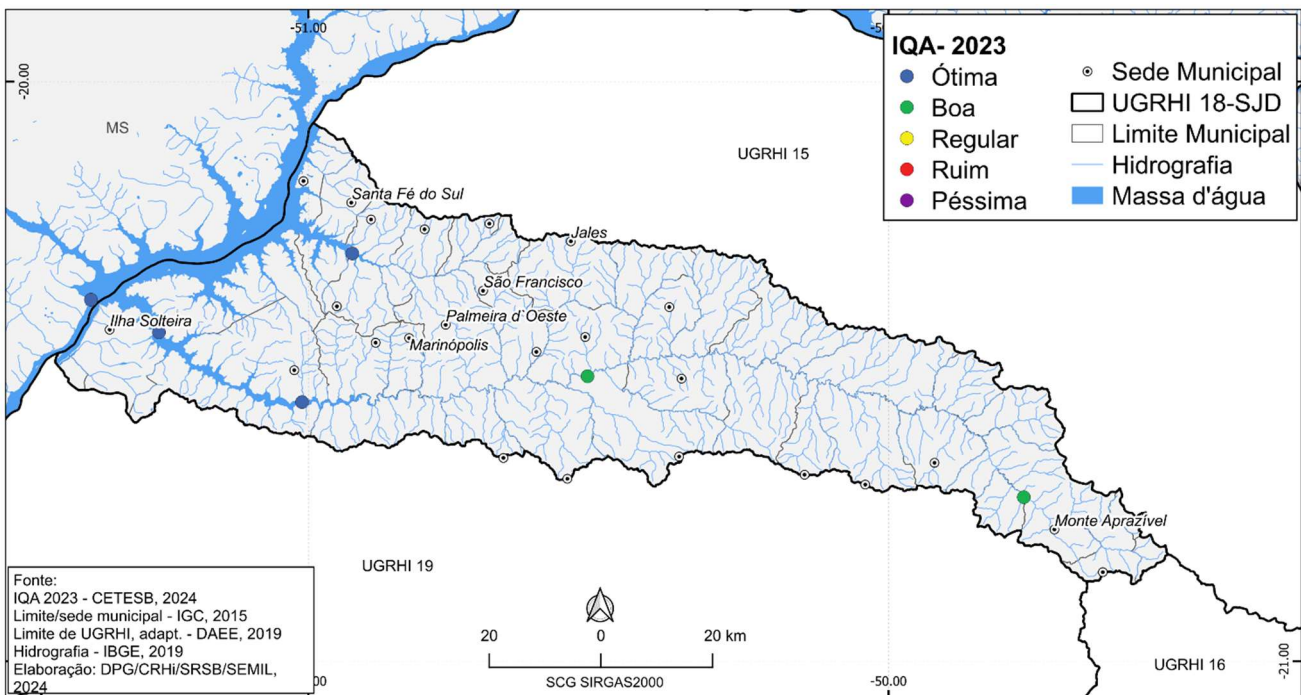 -51.00
-5
-20.00
-20
MS
UGRHI 15
IQA- 2023
Ótima
Boa
Regular
Ruim
Péssima
Sede Municipal
UGRHI 18-SJD
Limite Municipal
Hidrografia
Massa d'água
Santa Fé do Sul
Jales
São Francisco
Ilha Solteira
Palmeira d`Oeste
Marinópolis
Monte Aprazível
UGRHI 19
UGRHI 16
Fonte:
IQA 2023 - CETESB, 2024
Limite/sede municipal - IGC, 2015
Limite de UGRHI, adapt. - DAEE, 2019
Hidrografia - IBGE, 2019
Elaboração: DPG/CRHi/SRSB/SEMIL,
2024
20 0 20 km
SCG SIRGAS2000
.00
-50.00
-21.00